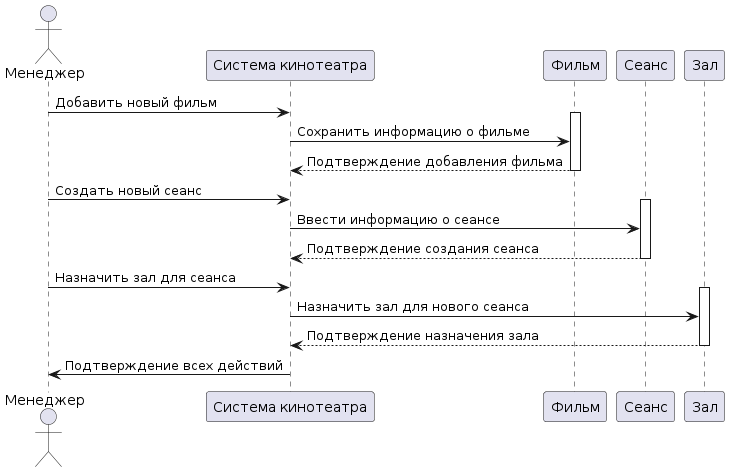 Менеджер
Система кинотеатра
Фильм
Сеанс
Зал
Добавить новый фильм
Сохранить информацию о фильме
Подтверждение добавления фильма
Создать новый сеанс
Ввести информацию о сеансе
Подтверждение создания сеанса
Назначить зал для сеанса
Назначить зал для нового сеанса
Подтверждение назначения зала
Подтверждение всех действий
Менеджер
Система кинотеатра
Фильм
Сеанс
Зал